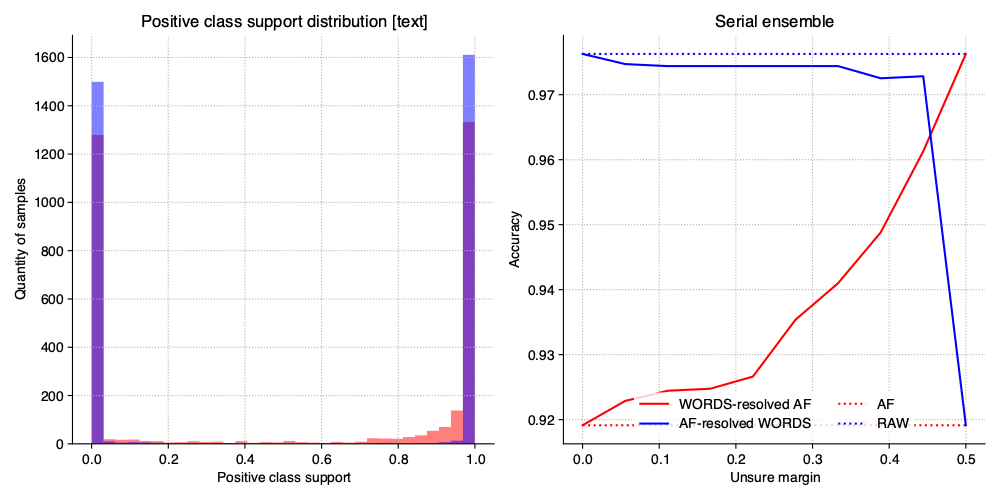 Positive class support distribution [text]
Quantity of samples
1600
1400
1200
1000
800
600
400
200
0
0.0 0.2 0.4 0.6 0.8 1.0
Positive class support
Serial ensemble
Accuracy
0.97
0.96
0.95
0.94
0.93
0.92
WORDS-resolved AF
AF-resolved WORDS
AF
RAW
0.0 0.1 0.2 0.3 0.4 0.5
Unsure margin